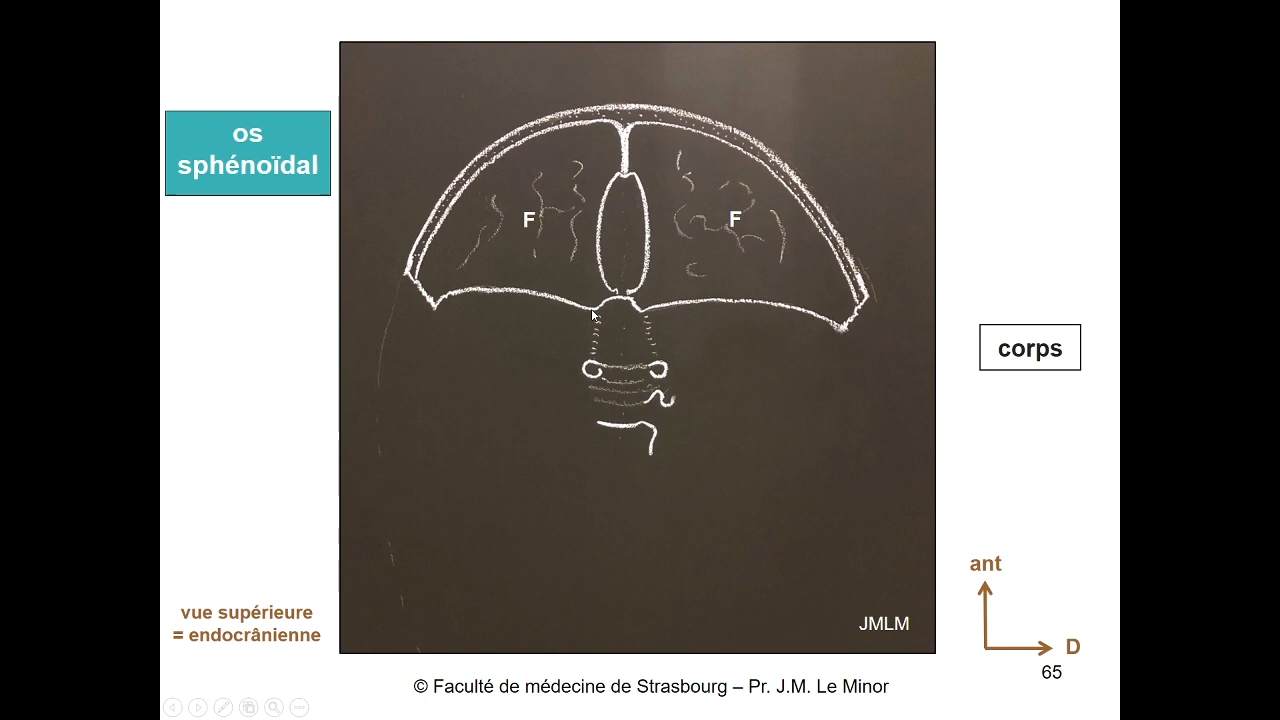 os
sphénoïdal
F
F
corps
ant
vue supérieure
= endocrânienne
JMLM
D
65
© Faculté de médecine de Strasbourg – Pr. J.M. Le Minor